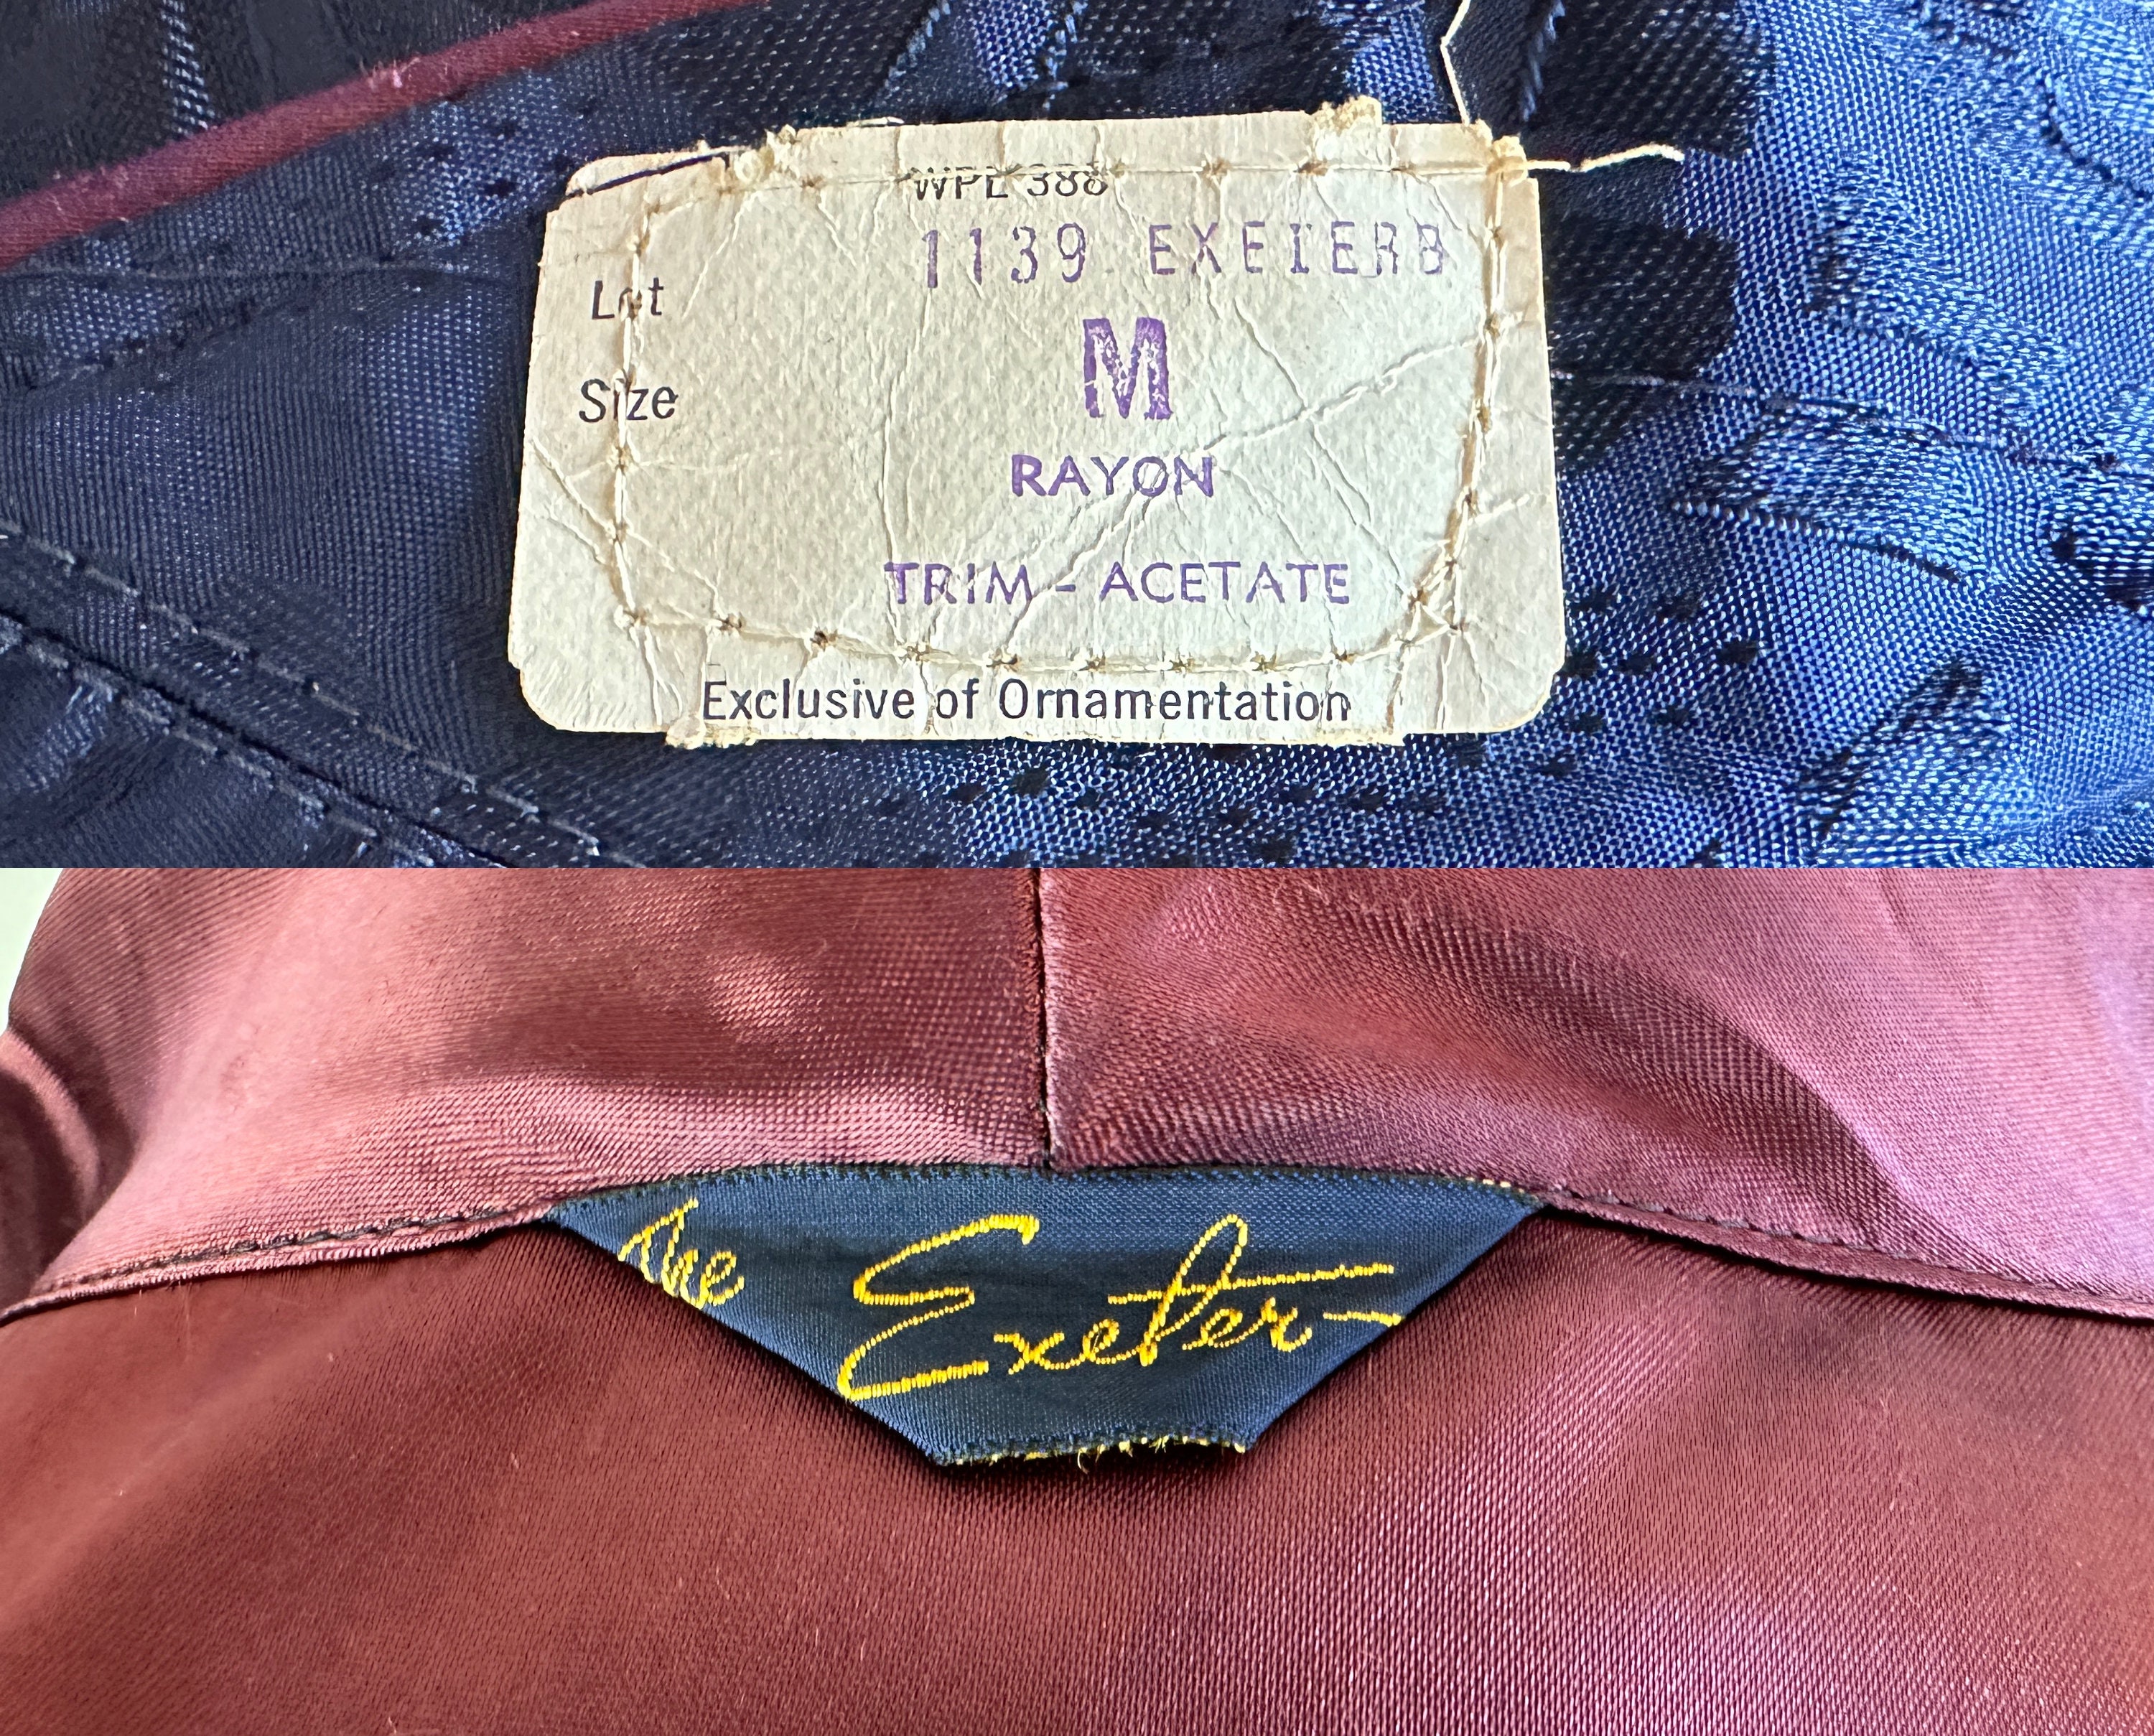 WPL 388
Lot 1139 EXETERB
Size M
RAYON
TRIM - ACETATE
Exclusive of Ornamentation
The Exeter